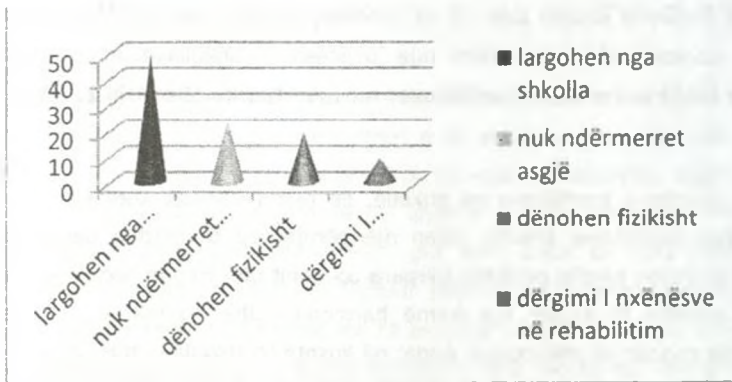 50
40
30
20
10
0
largohen nga...
nuk ndërmerret...
dënohen fizikisht
dërgimi I...
largohen nga
shkolla
nuk ndërmerret
asgjë
dënohen fizikisht
dërgimi I nxënësve
në rehabilitim